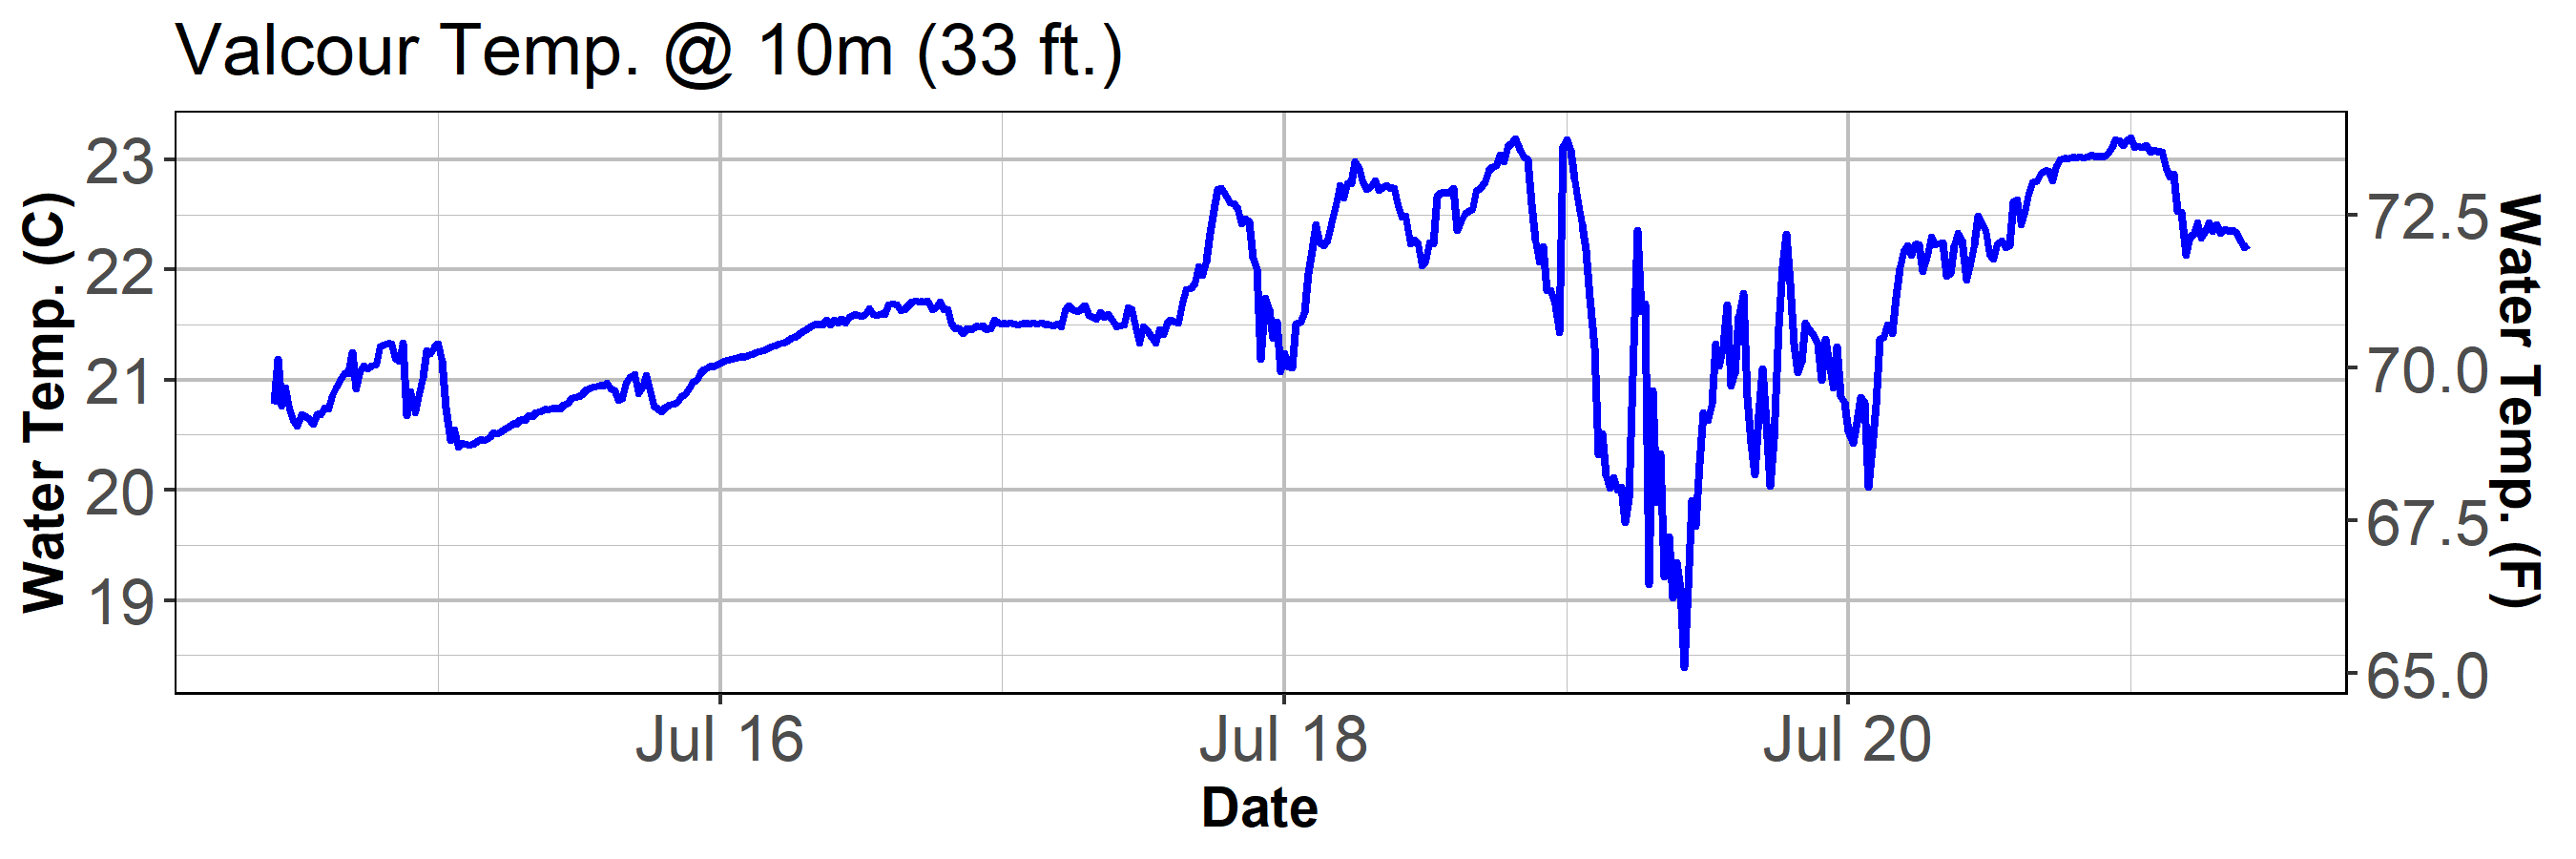 Valcour Temp. @ 10m (33 ft.)
Water Temp. (C)
23
22
21
20
19
72.5
70.0
67.5
65.0
Water Temp. (F)
Jul 16
Jul 18
Jul 20
Date